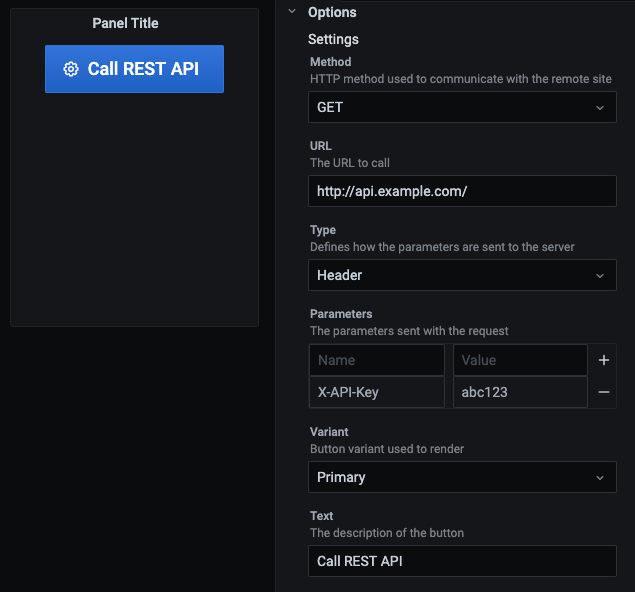 Panel Title
Call REST API
Options
Settings
Method
HTTP method used to communicate with the remote site
GET
URL
The URL to call
http://api.example.com/
Type
Defines how the parameters are sent to the server
Header
Parameters
The parameters sent with the request
Name Value
X-API-Key abc123
Variant
Button variant used to render
Primary
Text
The description of the button
Call REST API